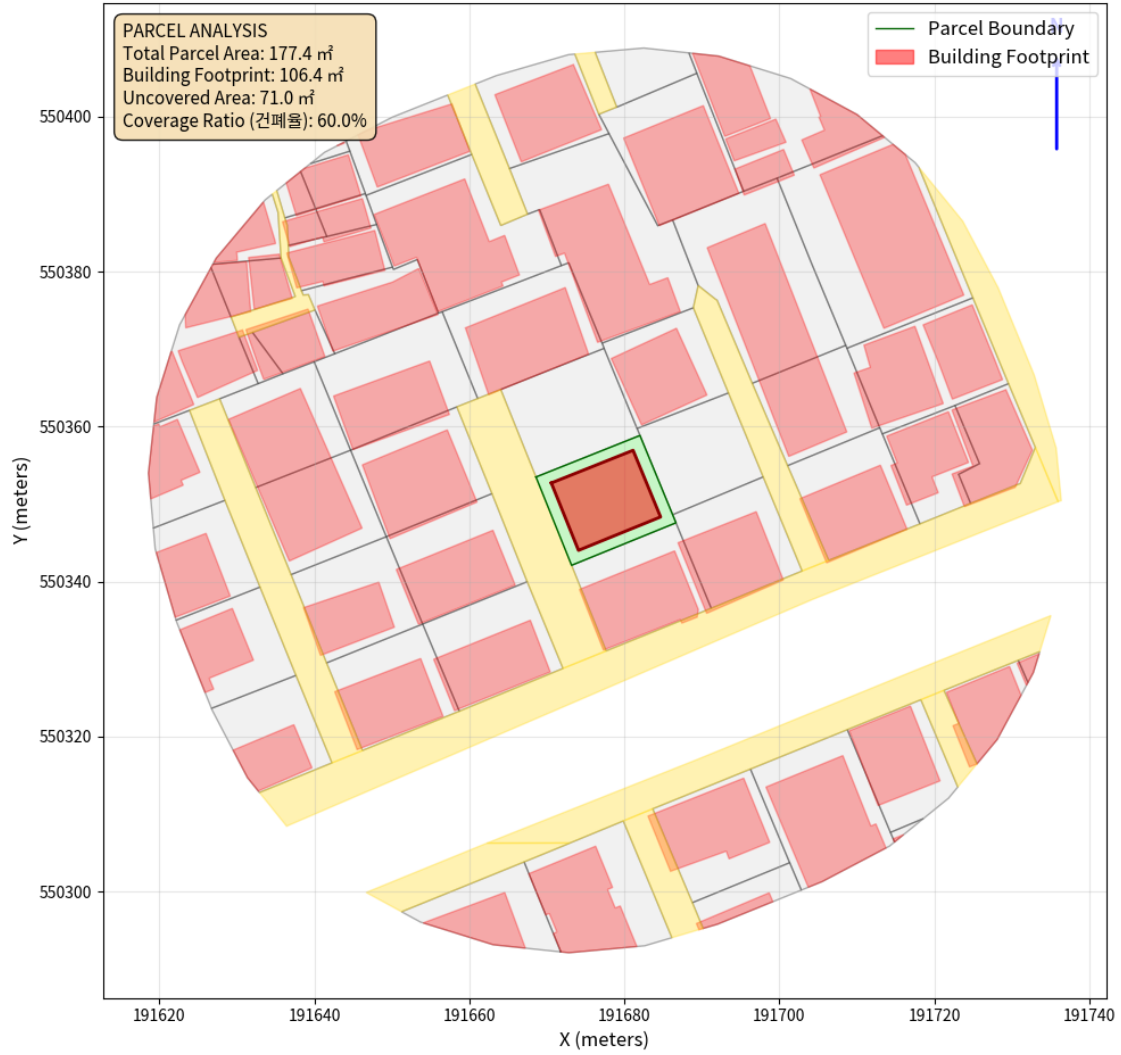 PARCEL ANALYSIS
Total Parcel Area: 177.4 ㎡
Building Footprint: 106.4 ㎡
Uncovered Area: 71.0 ㎡
Coverage Ratio (건폐율): 60.0%
Parcel Boundary
Building Footprint
N
550400
550380
550360
550340
550320
550300
Y (meters)
191620
191640
191660
191680
191700
191720
191740
X (meters)